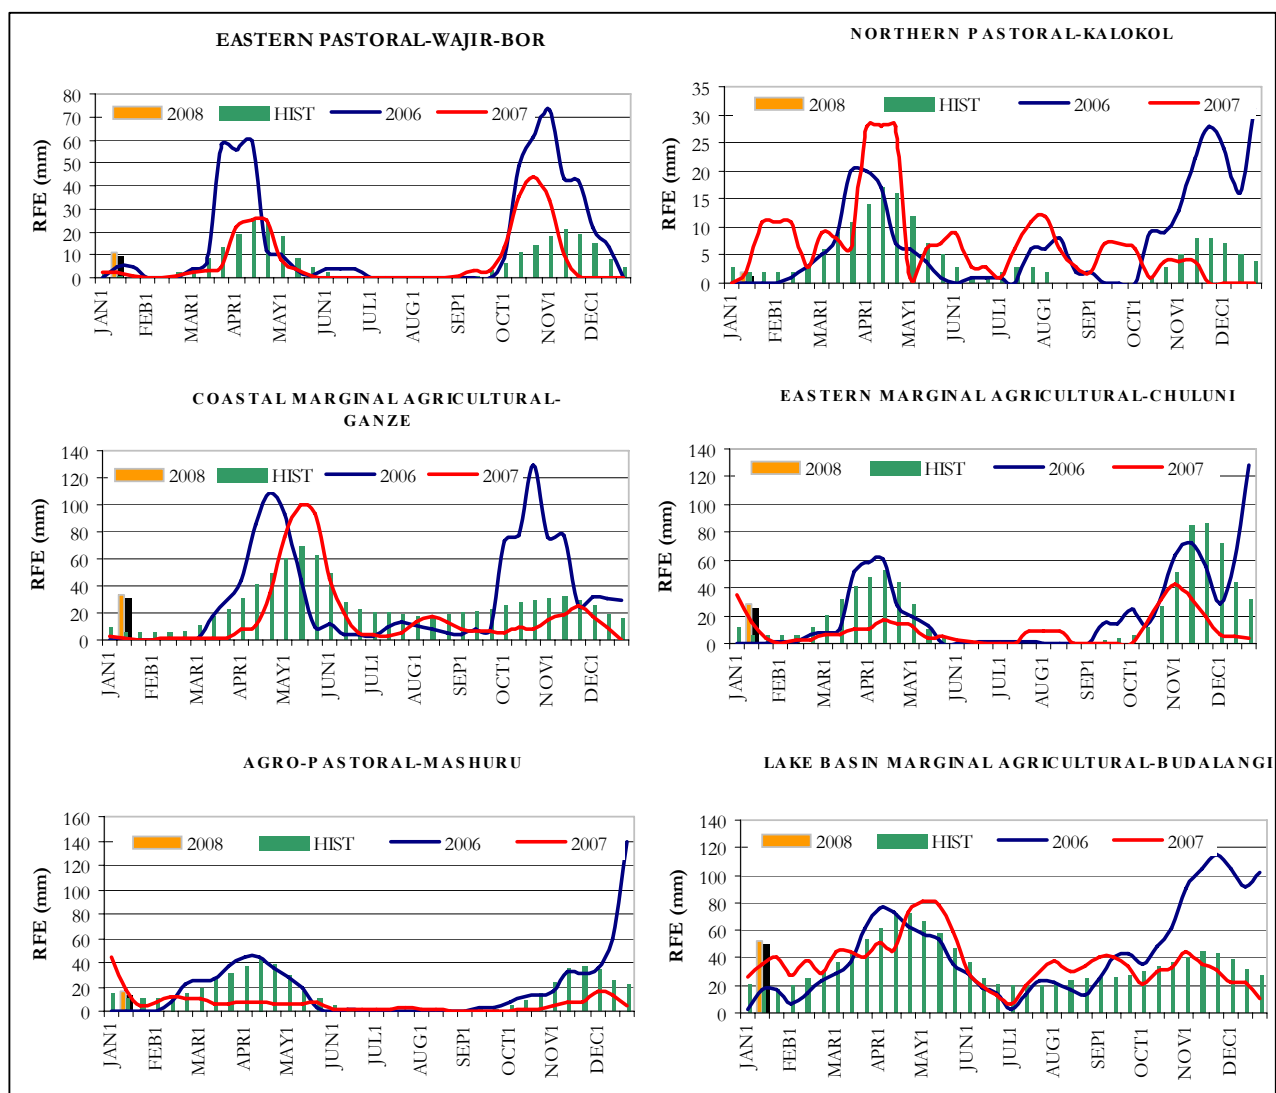 EASTERN PASTORAL-WAJIR-BOR
RFE (mm)
80
70
60
50
40
30
20
10
0
2008 HIST 2006 2007
JAN1 FEB1 MAR1 APR1 MAY1 JUN1 JUL1 AUG1 SEP1 OCT1 NOV1 DEC1
NORTHERN PASTORAL-KALOKOL
RFE (mm)
35
30
25
20
15
10
5
0
2008 HIST 2006 2007
JAN1 FEB1 MAR1 APR1 MAY1 JUN1 JUL1 AUG1 SEP1 OCT1 NOV1 DEC1
COASTAL MARGINAL AGRICULTURAL-
GANZE
RFE (mm)
140
120
100
80
60
40
20
0
2008 HIST 2006 2007
JAN1 FEB1 MAR1 APR1 MAY1 JUN1 JUL1 AUG1 SEP1 OCT1 NOV1 DEC1
EASTERN MARGINAL AGRICULTURAL-CHULUNI
RFE (mm)
140
120
100
80
60
40
20
0
2008 HIST 2006 2007
JAN1 FEB1 MAR1 APR1 MAY1 JUN1 JUL1 AUG1 SEP1 OCT1 NOV1 DEC1
AGRO-PASTORAL-MASHURU
RFE (mm)
160
140
120
100
80
60
40
20
0
2008 HIST 2006 2007
JAN1 FEB1 MAR1 APR1 MAY1 JUN1 JUL1 AUG1 SEP1 OCT1 NOV1 DEC1
LAKE BASIN MARGINAL AGRICULTURAL-BUDALANGI
RFE (mm)
140
120
100
80
60
40
20
0
2008 HIST 2006 2007
JAN1 FEB1 MAR1 APR1 MAY1 JUN1 JUL1 AUG1 SEP1 OCT1 NOV1 DEC1